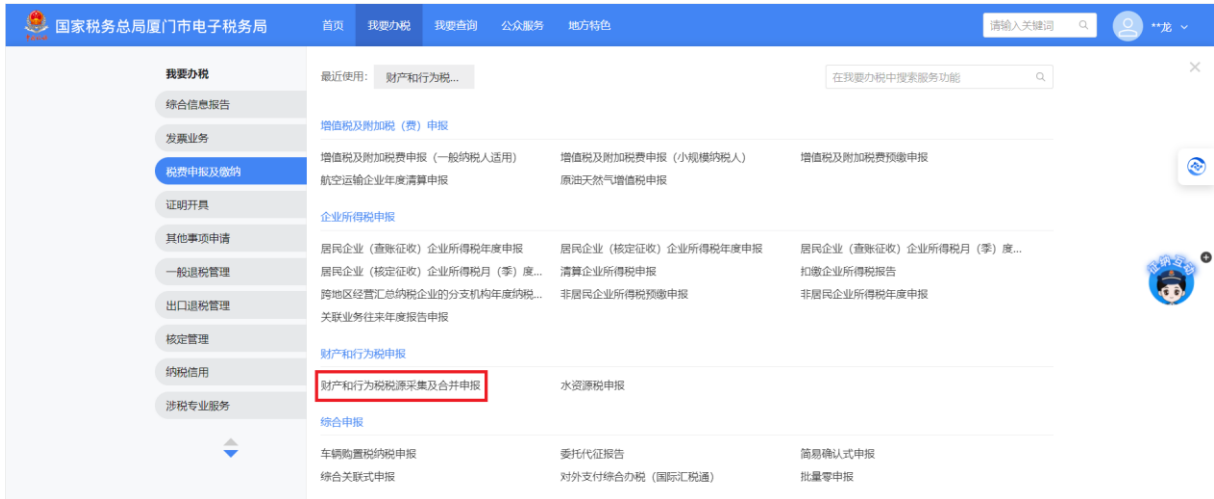 国家税务总局厦门市电子税务局 首页 我要办税 我要查询 公众服务 地方特色 请输入关键词 **龙
我要办税
综合信息报告
发票业务
税费申报及缴纳
证明开具
其他事项申请
一般退税管理
出口退税管理
核定管理
纳税信用
涉税专业服务
最近使用: 财产和行为税... 在我要办税中搜索服务功能
增值税及附加税（费）申报
增值税及附加税费申报（一般纳税人适用） 增值税及附加税费申报（小规模纳税人） 增值税及附加税费预缴申报
航空运输企业年度清算申报 原油天然气增值税申报
企业所得税申报
居民企业（查账征收）企业所得税年度申报 居民企业（核定征收）企业所得税年度申报 居民企业（查账征收）企业所得税月（季）度...
居民企业（核定征收）企业所得税月（季）度... 清算企业所得税申报 扣缴企业所得税报告
跨地区经营汇总纳税企业的分支机构年度纳税... 非居民企业所得税预缴申报 非居民企业所得税年度申报
关联业务往来年度报告申报
财产和行为税申报
财产和行为税税源采集及合并申报 水资源税申报
综合申报
车辆购置税纳税申报 委托代征报告 简易确认式申报
综合关联式申报 对外支付综合办税（国际汇税通） 批量零申报
征纳互动